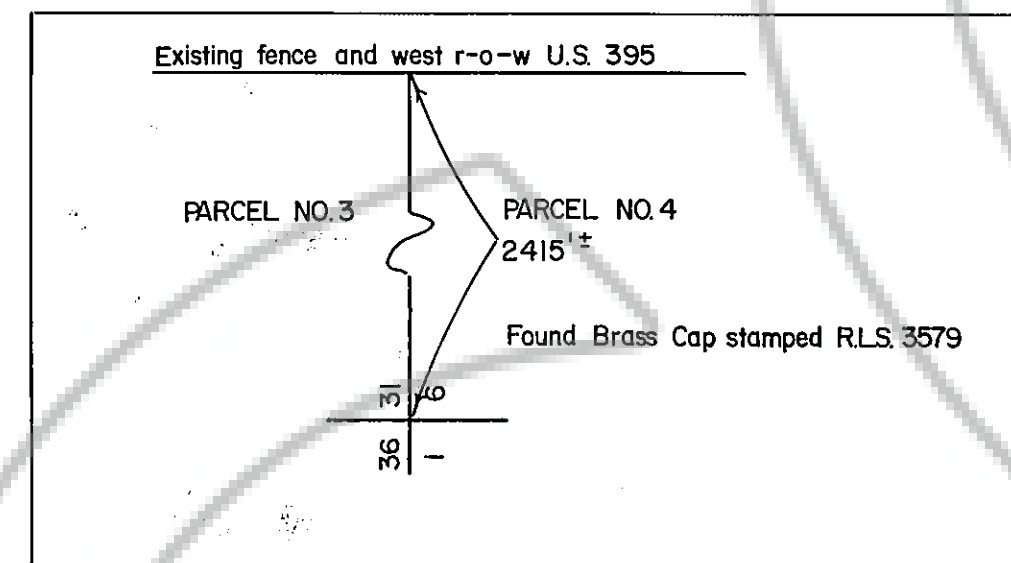 Existing fence and west r-o-w U.S. 395
PARCEL NO. 3
PARCEL NO. 4
2415'±
Found Brass Cap stamped R.L.S. 3579
31
6
36
1